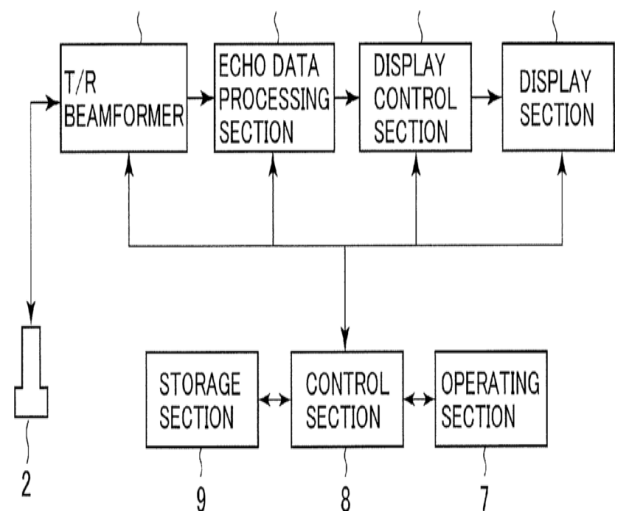 T/R
BEAMFORMER
ECHO DATA
PROCESSING
SECTION
DISPLAY
CONTROL
SECTION
DISPLAY
SECTION
STORAGE
SECTION
CONTROL
SECTION
OPERATING
SECTION
2
9
8
7